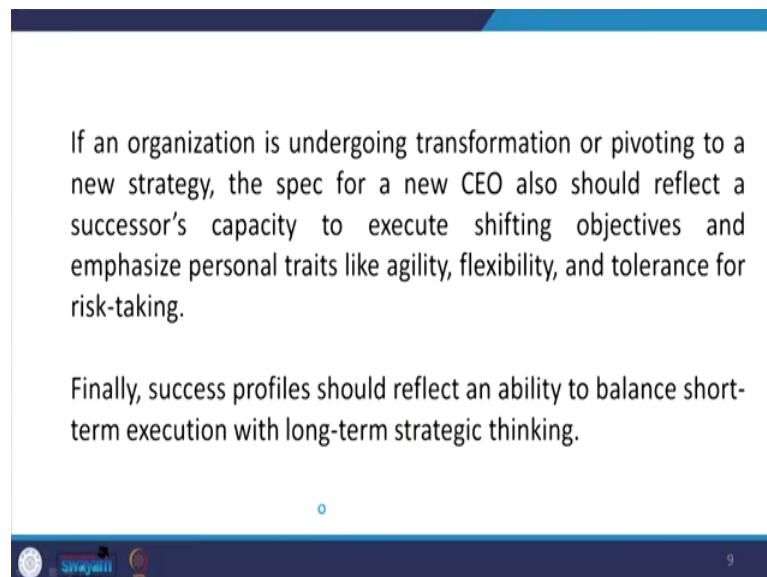 If an organization is undergoing transformation or pivoting to a
new strategy, the spec for a new CEO also should reflect a
successor's capacity to execute shifting objectives and
emphasize personal traits like agility, flexibility, and tolerance for
risk-taking.
Finally, success profiles should reflect an ability to balance short-
term execution with long-term strategic thinking.
swayam
9